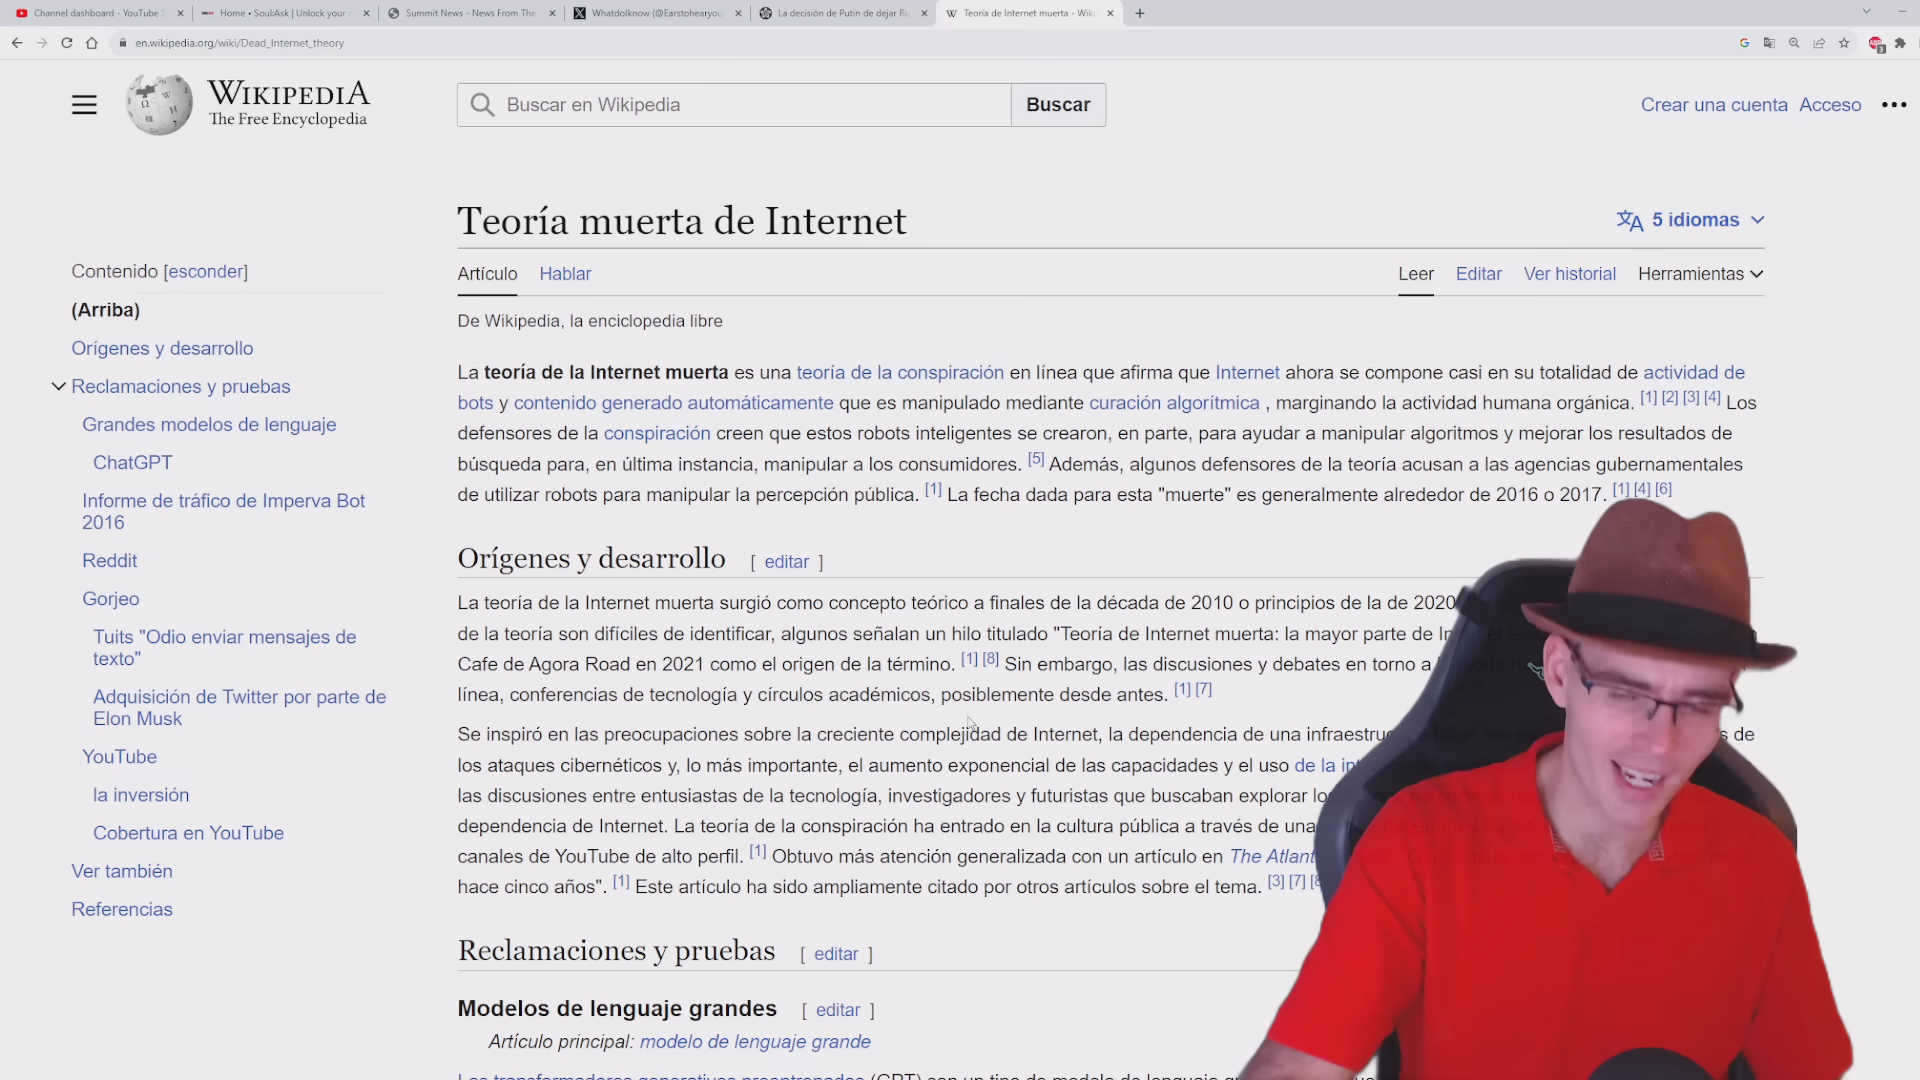 Channel dashboard - YouTube S
Home • SoulAsk | Unlock your
Summit News - News From The
WhatdoIknow (@Earstohearyou
La decisión de Putin de dejar Ru
Teoría de Internet muerta - Wiki
en.wikipedia.org/wiki/Dead_Internet_theory
WIKIPEDIA
The Free Encyclopedia
Buscar en Wikipedia
Buscar
Crear una cuenta Acceso
Teoría muerta de Internet
5 idiomas
Artículo Hablar
Leer Editar Ver historial Herramientas
De Wikipedia, la enciclopedia libre
Contenido [esconder]
(Arriba)
Orígenes y desarrollo
Reclamaciones y pruebas
Grandes modelos de lenguaje
ChatGPT
Informe de tráfico de Imperva Bot
2016
Reddit
Gorjeo
Tuits "Odio enviar mensajes de
texto"
Adquisición de Twitter por parte de
Elon Musk
YouTube
la inversión
Cobertura en YouTube
Ver también
Referencias
La teoría de la Internet muerta es una teoría de la conspiración en línea que afirma que Internet ahora se compone casi en su totalidad de actividad de
bots y contenido generado automáticamente que es manipulado mediante curación algorítmica , marginando la actividad humana orgánica. [1] [2] [3] [4] Los
defensores de la conspiración creen que estos robots inteligentes se crearon, en parte, para ayudar a manipular algoritmos y mejorar los resultados de
búsqueda para, en última instancia, manipular a los consumidores. [5] Además, algunos defensores de la teoría acusan a las agencias gubernamentales
de utilizar robots para manipular la percepción pública. [1] La fecha dada para esta "muerte" es generalmente alrededor de 2016 o 2017. [1] [4] [6]
Orígenes y desarrollo [ editar ]
La teoría de la Internet muerta surgió como concepto teórico a finales de la década de 2010 o principios de la de 2020
de la teoría son difíciles de identificar, algunos señalan un hilo titulado "Teoría de Internet muerta: la mayor parte de
Cafe de Agora Road en 2021 como el origen de la término. [1] [8] Sin embargo, las discusiones y debates en torno a
línea, conferencias de tecnología y círculos académicos, posiblemente desde antes. [1] [7]
Se inspiró en las preocupaciones sobre la creciente complejidad de Internet, la dependencia de una s de
los ataques cibernéticos y, lo más importante, el aumento exponencial de las capacidades y el uso de la
las discusiones entre entusiastas de la tecnología, investigadores y futuristas que buscaban explorar
dependencia de Internet. La teoría de la conspiración ha entrado en la cultura pública a través de una
canales de YouTube de alto perfil. [1] Obtuvo más atención generalizada con un artículo en The
hace cinco años". [1] Este artículo ha sido ampliamente citado por otros artículos sobre el tema. [3] [7]
Reclamaciones y pruebas [ editar ]
Modelos de lenguaje grandes [ editar ]
Artículo principal: modelo de lenguaje grande